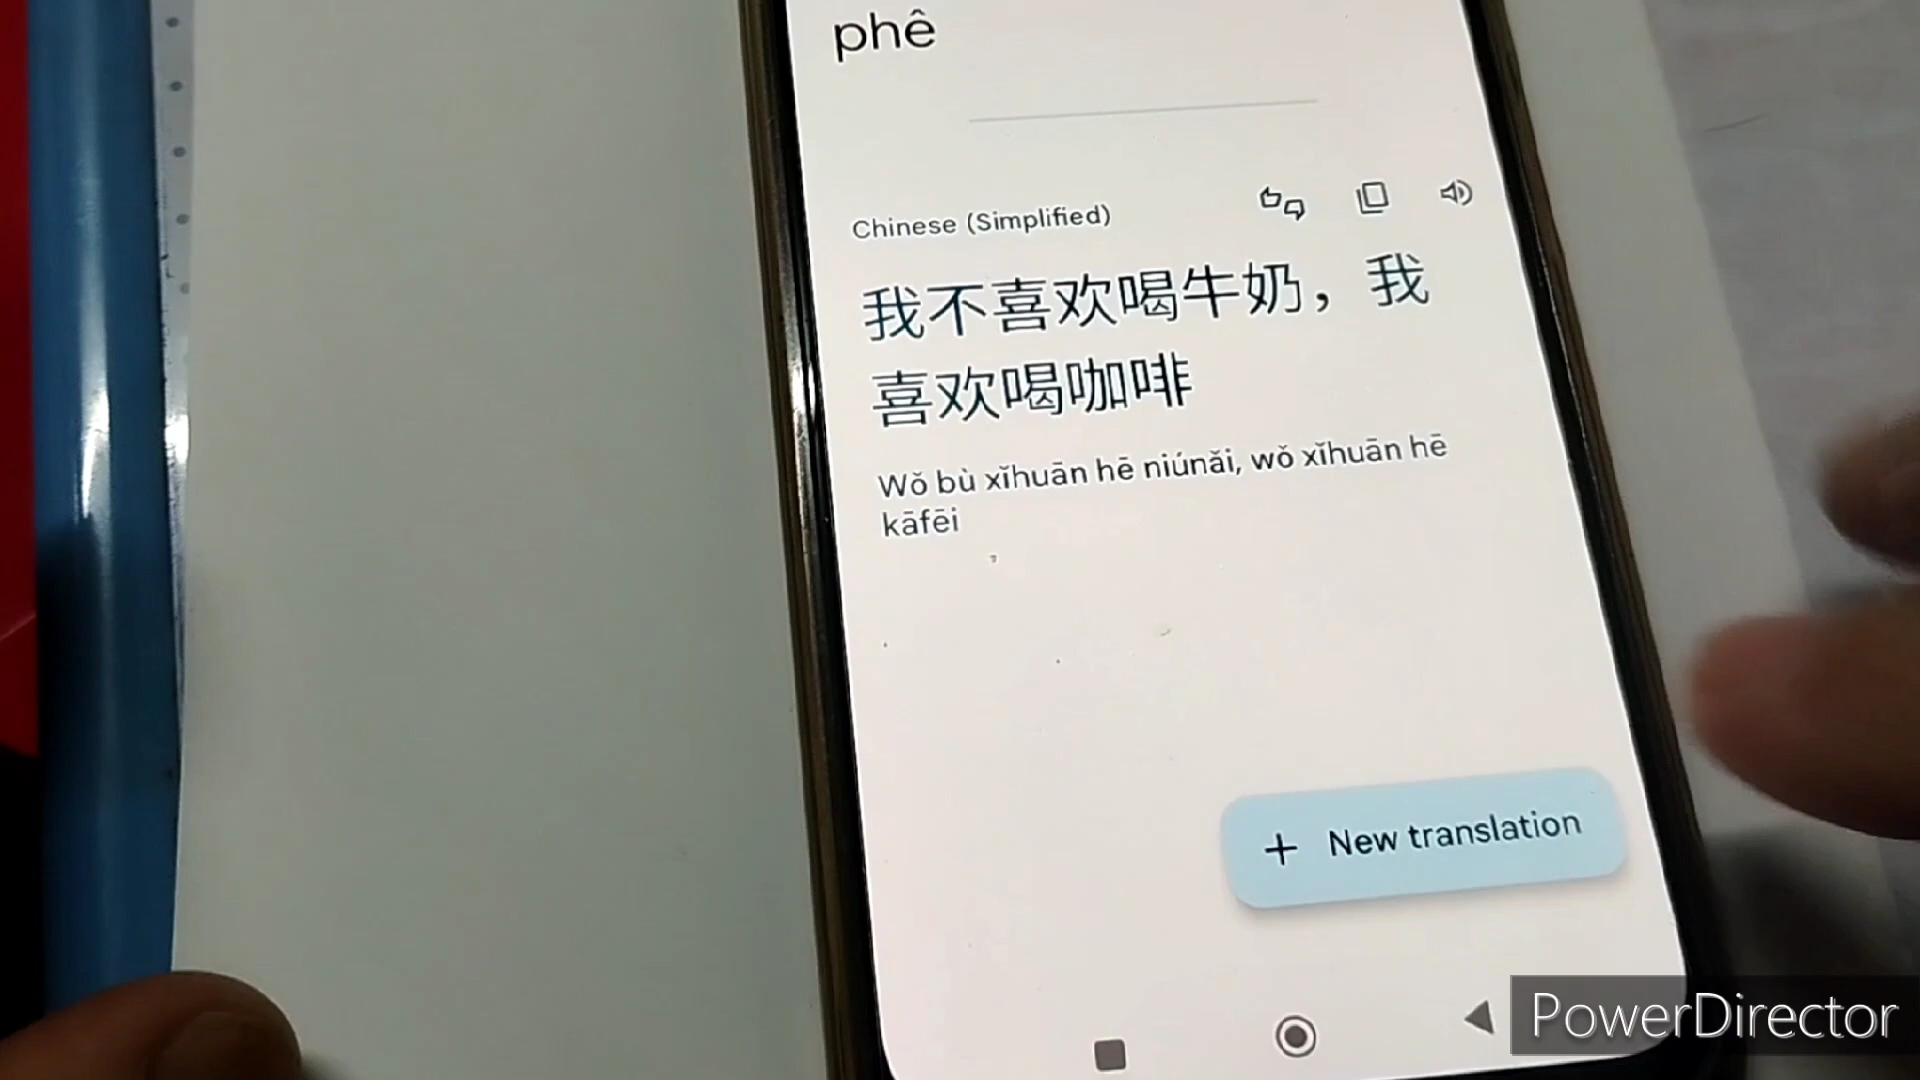 phê
Chinese (Simplified)
我不喜欢喝牛奶，我
喜欢喝咖啡
Wǒ bù xǐhuān hē niúnǎi, wǒ xǐhuān hē
kāfēi
+ New translation
PowerDirector